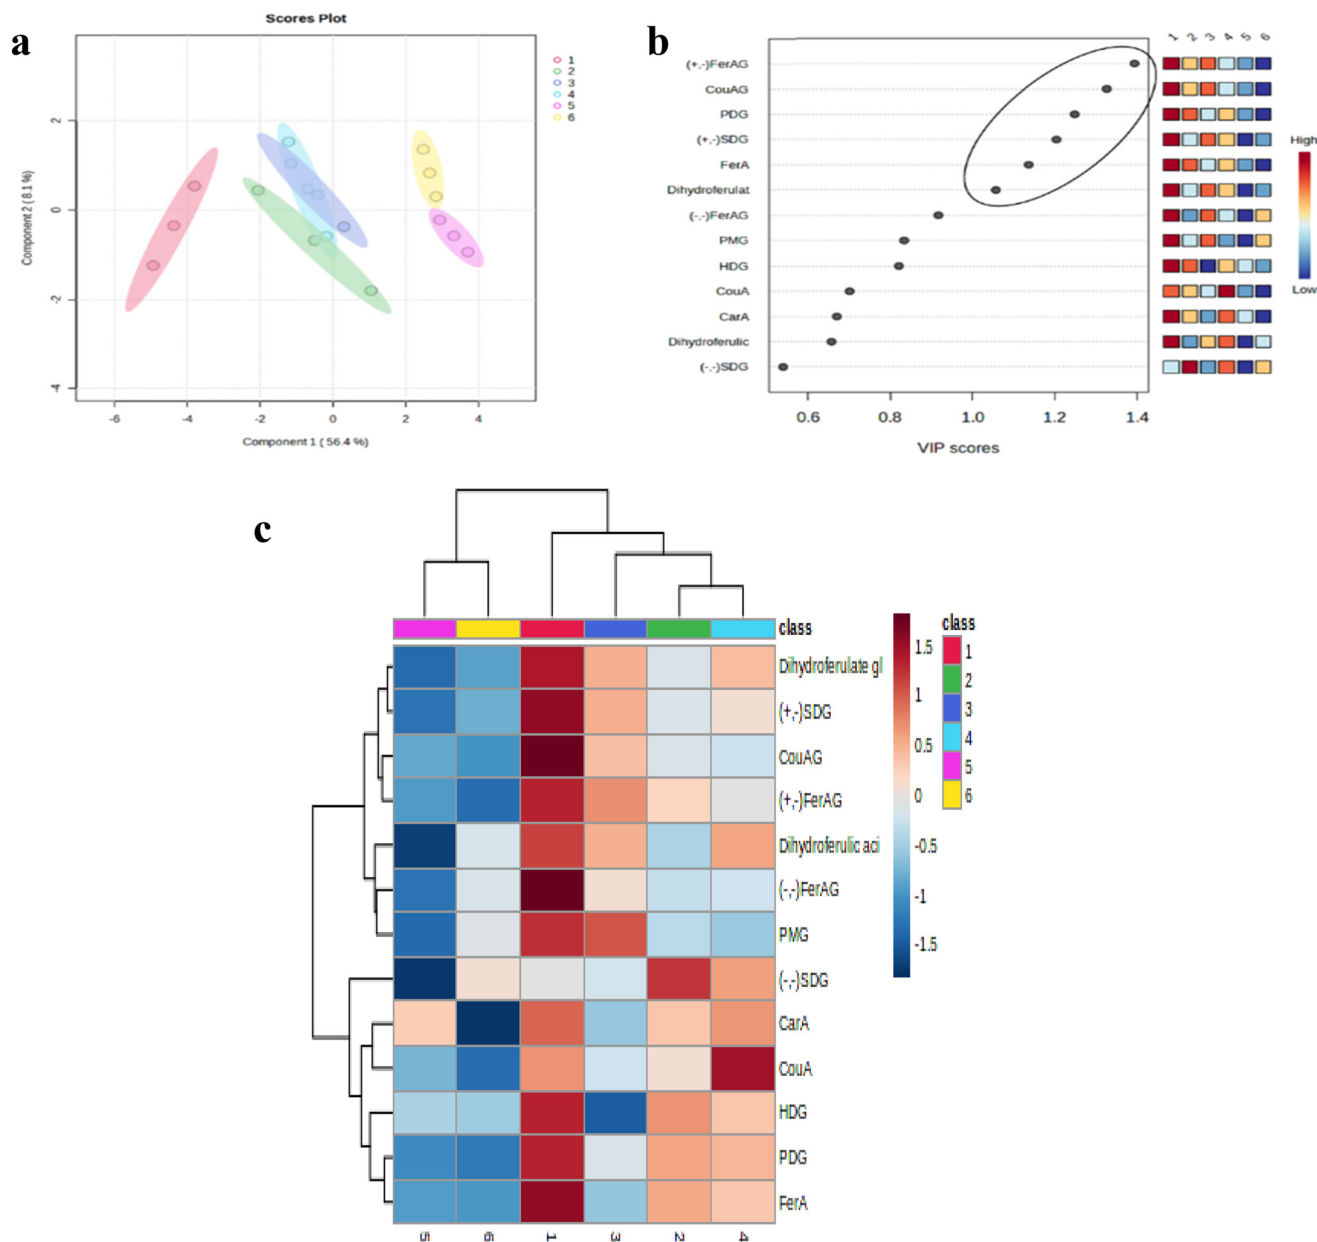 a
Scores Plot
Component 2 ( 8.1 %)
2
0
-2
-4
-6
-4
-2
0
2
4
Component 1 ( 56.4 %)
1
2
3
4
5
6
b
1 2 3 4 5 6
(+,-)FerAG
CouAG
PDG
(+,-)SDG
FerA
Dihydroferulat
(-,-)FerAG
PMG
HDG
CouA
CarA
Dihydroferulic
(-,-)SDG
0.6 0.8 1.0 1.2 1.4
VIP scores
High
Low
c
class
Dihydroferulate gl
(+,-)SDG
CouAG
(+,-)FerAG
Dihydroferulic aci
(-,-)FerAG
PMG
(-,-)SDG
CarA
CouA
HDG
PDG
FerA
5 6 1 3 2 4
1.5
1
0.5
0
-0.5
-1
-1.5
class
1
2
3
4
5
6